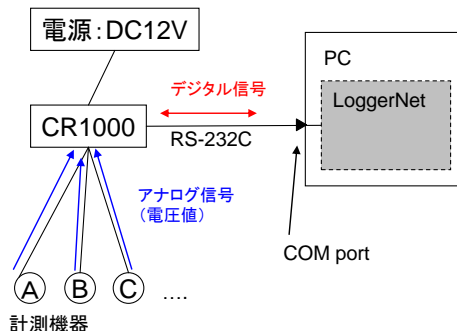 電源:DC12V
PC
デジタル信号
LoggerNet
CR1000
RS-232C
アナログ信号
(電圧値)
COM port
A B C ....
計測機器